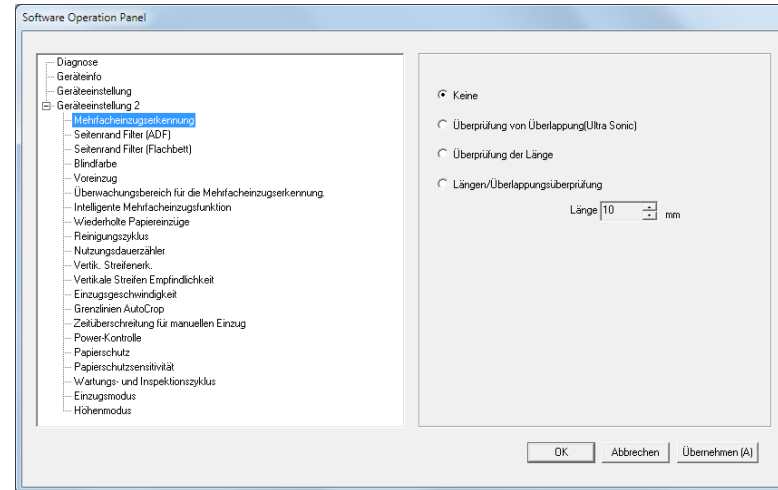 Software Operation Panel
Diagnose
Geräteinfo
Geräteeinstellung
Geräteeinstellung 2
Mehrfacheinzugserkennung
Seitenrand Filter (ADF)
Seitenrand Filter (Flachbett)
Blindfarbe
Voreinzug
Überwachungsbereich für die Mehrfacheinzugserkennung.
Intelligente Mehrfacheinzugsfunktion
Wiederholte Papiereinzüge
Reinigungszyklus
Nutzungsdauerzähler
Vertik. Streifenerk.
Vertikale Streifen Empfindlichkeit
Einzugsgeschwindigkeit
Grenzlinien AutoCrop
Zeitüberschreitung für manuellen Einzug
Power-Kontrolle
Papierschutz
Papierschutzsensitivität
Wartungs- und Inspektionszyklus
Einzugsmodus
Höhenmodus
Keine
Überprüfung von Überlappung(Ultra Sonic)
Überprüfung der Länge
Längen/Überlappungsüberprüfung
Länge 10 mm
OK Abbrechen Übernehmen (A)